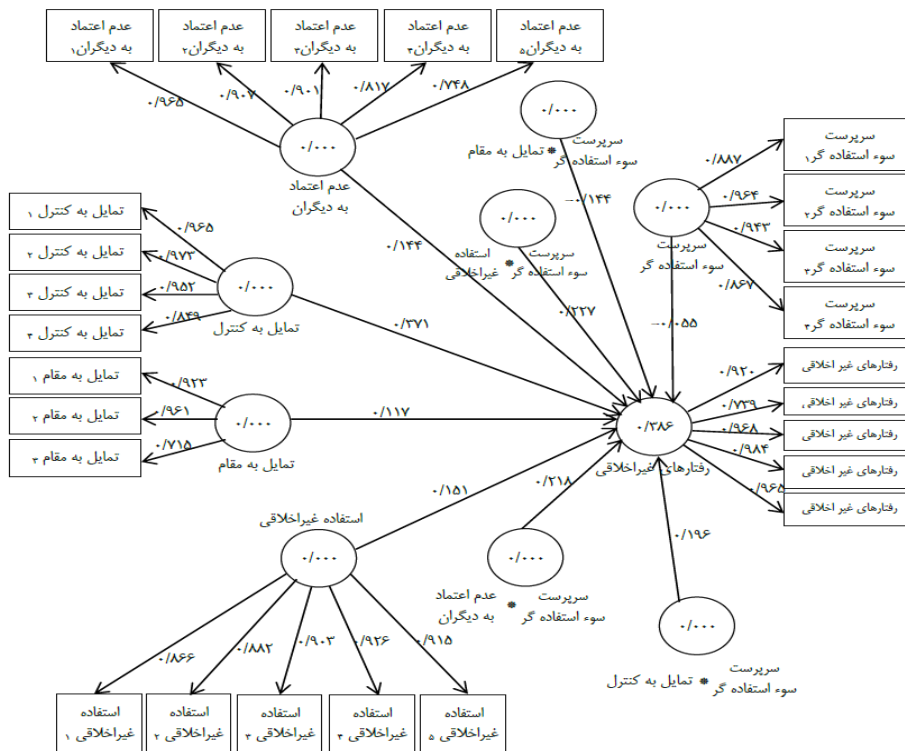 عدم اعتماد
به دیگران۱
عدم اعتماد
به دیگران۲
عدم اعتماد
به دیگران۳
عدم اعتماد
به دیگران۴
عدم اعتماد
به دیگران۵
۰/۹۶۵
۰/۹۰۷
۰/۹۰۱
۰/۸۱۷
۰/۷۴۸
۰/۰۰۰
عدم اعتماد
به دیگران
۰/۱۴۴
۰/۰۰۰
سرپرست
سوء استفاده گر * تمایل به مقام
-۰/۱۴۴
۰/۰۰۰
سرپرست
سوء استفاده گر * استفاده
غیراخلاقی
۰/۲۲۷
۰/۰۰۰
سرپرست
سوء استفاده گر
-۰/۰۵۵
۰/۸۸۷
۰/۹۶۴
۰/۹۴۳
۰/۸۶۷
سرپرست
سوء استفاده گر۱
سرپرست
سوء استفاده گر۲
سرپرست
سوء استفاده گر۳
سرپرست
سوء استفاده گر۴
تمایل به کنترل ۱
تمایل به کنترل ۲
تمایل به کنترل ۳
تمایل به کنترل ۴
۰/۹۶۵
۰/۹۷۳
۰/۹۵۲
۰/۸۴۹
۰/۰۰۰
تمایل به کنترل
۰/۳۷۱
تمایل به مقام ۱
تمایل به مقام ۲
تمایل به مقام ۳
۰/۹۲۳
۰/۹۶۱
۰/۷۱۵
۰/۰۰۰
تمایل به مقام
۰/۱۱۷
۰/۳۸۶
رفتارهای غیراخلاقی
۰/۹۲۰
۰/۷۳۹
۰/۹۶۸
۰/۹۸۴
۰/۹۶۵
رفتارهای غیر اخلاقی
رفتارهای غیر اخلاقی
رفتارهای غیر اخلاقی
رفتارهای غیر اخلاقی
رفتارهای غیر اخلاقی
استفاده غیراخلاقی
۰/۰۰۰
۰/۱۵۱
۰/۲۱۸
۰/۰۰۰
سرپرست
سوء استفاده گر * عدم اعتماد
به دیگران
۰/۱۹۶
۰/۰۰۰
سرپرست
سوء استفاده گر * تمایل به کنترل
۰/۸۶۶
۰/۸۸۲
۰/۹۰۳
۰/۹۲۶
۰/۹۱۵
استفاده
غیراخلاقی ۱
استفاده
غیراخلاقی ۲
استفاده
غیراخلاقی ۳
استفاده
غیراخلاقی ۴
استفاده
غیراخلاقی ۵